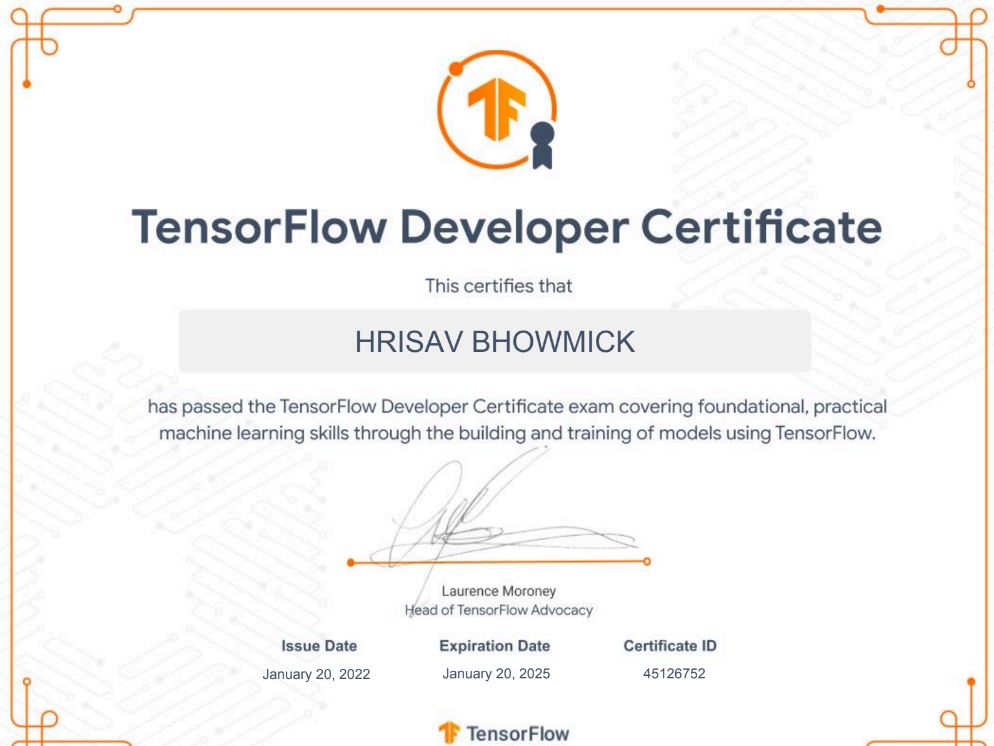 TensorFlow Developer Certificate
This certifies that
HRISAV BHOWMICK
has passed the TensorFlow Developer Certificate exam covering foundational, practical
machine learning skills through the building and training of models using TensorFlow.
Laurence Moroney
Head of TensorFlow Advocacy
Issue Date Expiration Date Certificate ID
January 20, 2022 January 20, 2025 45126752
TensorFlow